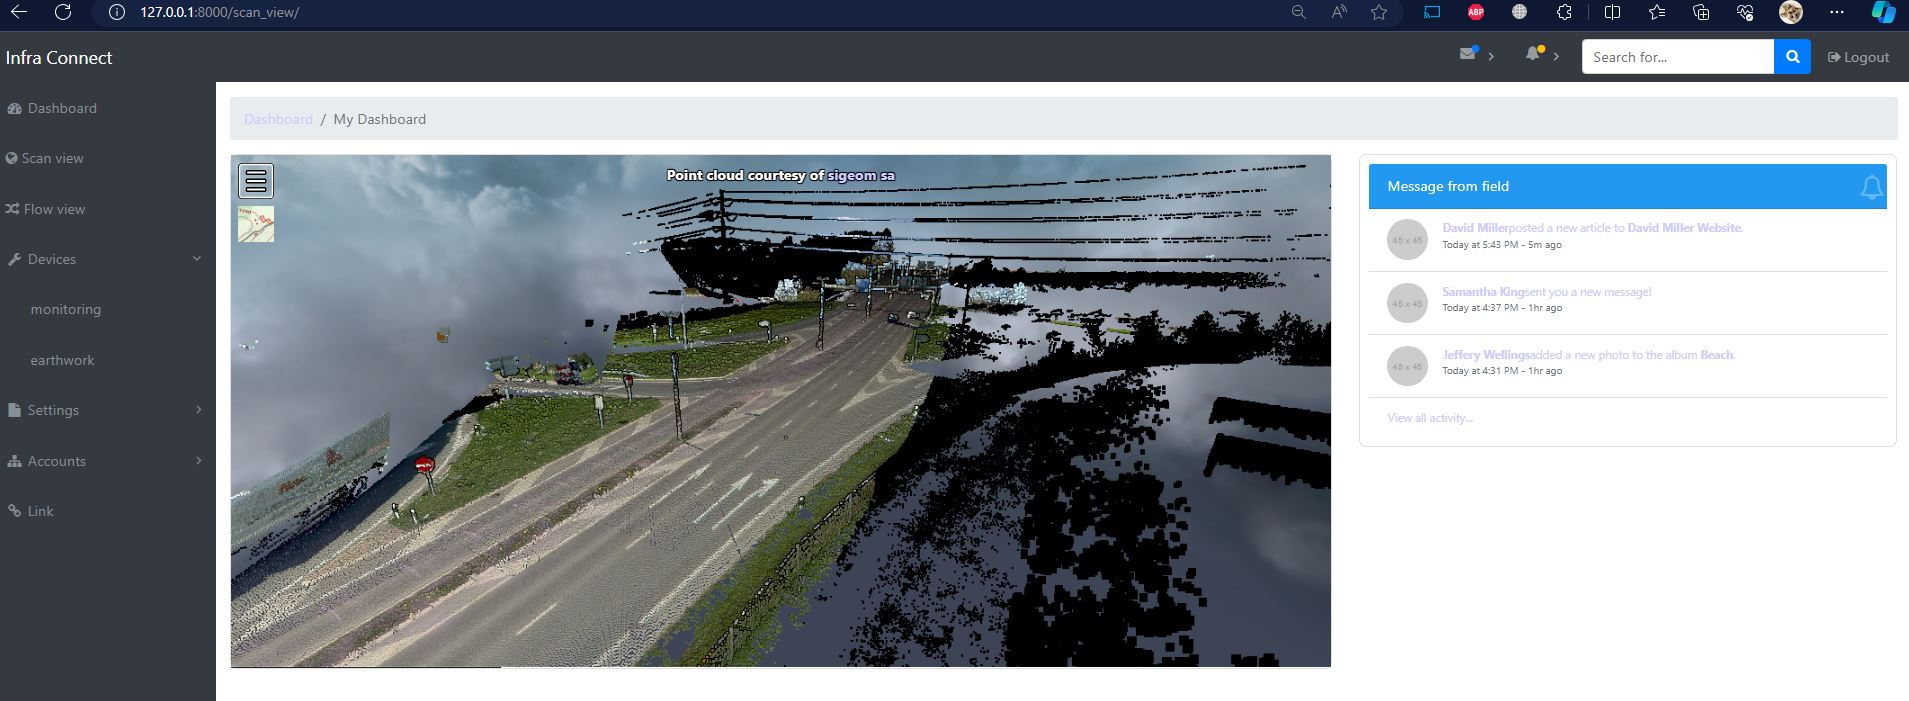 127.0.0.1:8000/scan_view/
ABP
Infra Connect
Search for...
Logout
Dashboard
Scan view
Flow view
Devices
monitoring
earthwork
Settings
Accounts
Link
Dashboard / My Dashboard
Point cloud courtesy of sigeom sa
Message from field
45 x 45
David Millerposted a new article to David Miller Website.
Today at 5:43 PM - 5m ago
45 x 45
Samantha Kingsent you a new message!
Today at 4:37 PM - 1hr ago
45 x 45
Jeffery Wellingsadded a new photo to the album Beach.
Today at 4:31 PM - 1hr ago
View all activity...